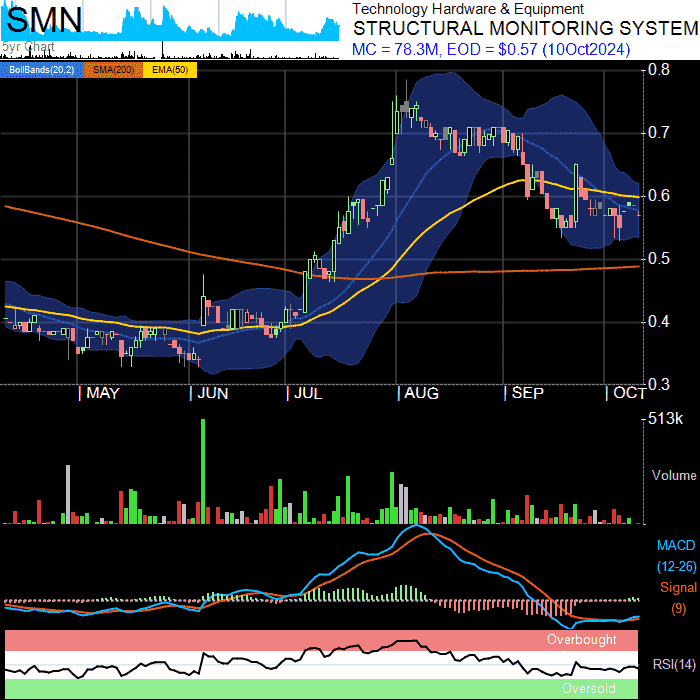 SMN
5yr Chart
Technology Hardware & Equipment
STRUCTURAL MONITORING SYSTEM
MC = 78.3M, EOD = $0.57 (10Oct2024)
BollBands(20,2) SMA(200) EMA(50)
0.8
0.7
0.6
0.5
0.4
0.3
MAY JUN JUL AUG SEP OCT
513k
Volume
MACD
(12-26)
Signal
(9)
Overbought
RSI(14)
Oversold